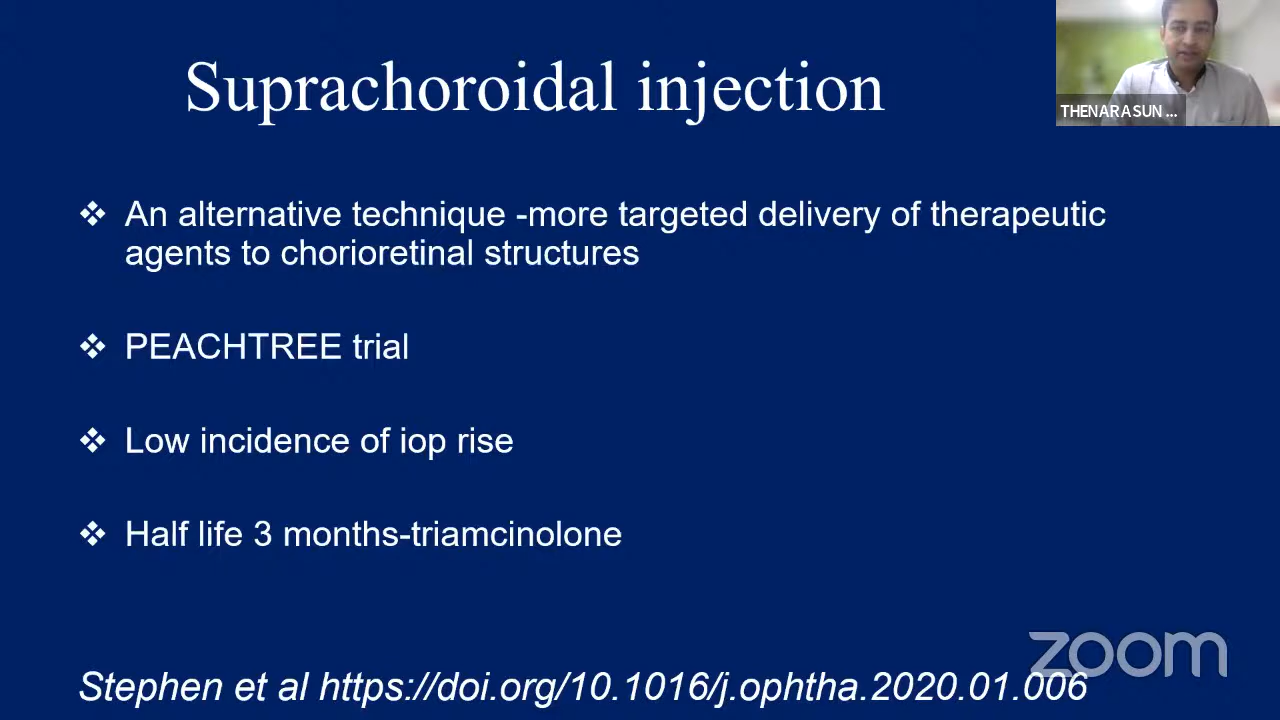 Suprachoroidal injection
THENARASUN ...
❖ An alternative technique -more targeted delivery of therapeutic
agents to chorioretinal structures
❖ PEACHTREE trial
❖ Low incidence of iop rise
❖ Half life 3 months-triamcinolone
zoom
Stephen et al https://doi.org/10.1016/j.ophtha.2020.01.006